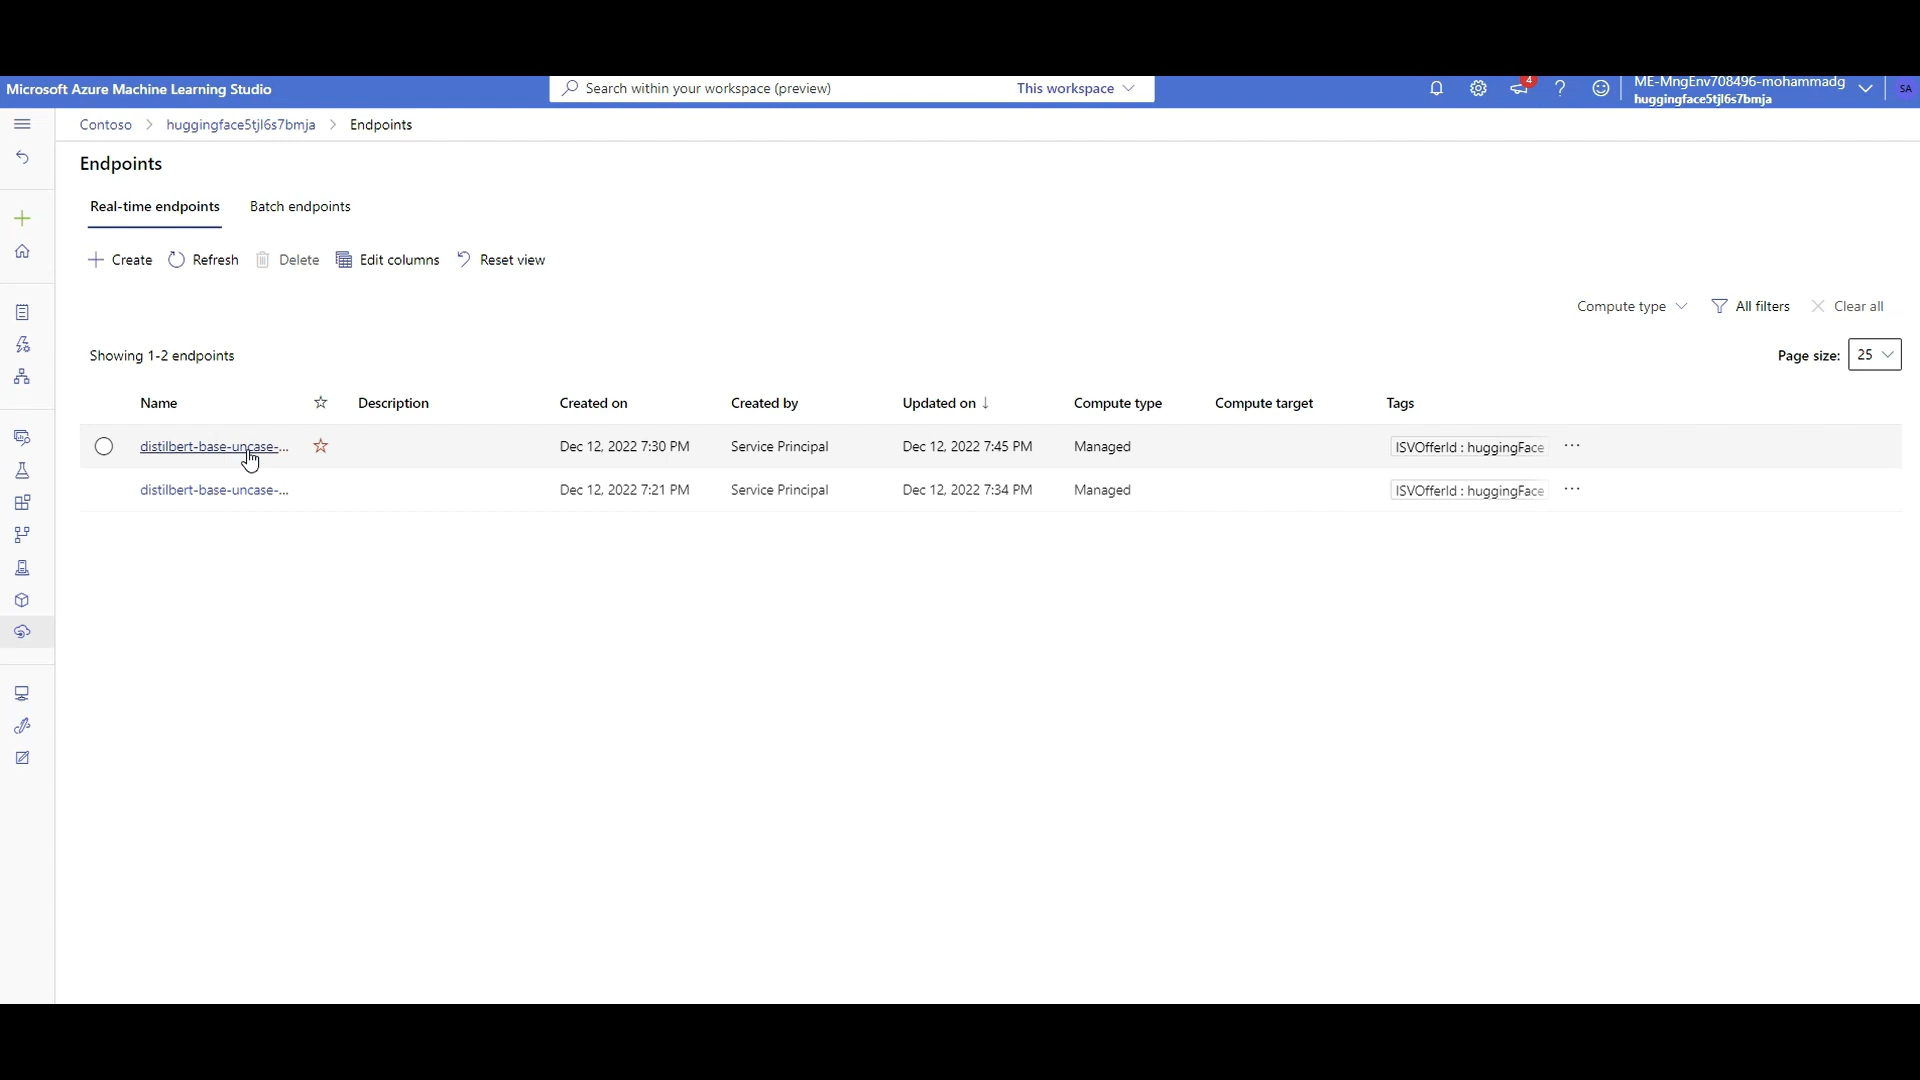 Microsoft Azure Machine Learning Studio
Search within your workspace (preview)
This workspace
4
?
ME-MngEnv708496-mohammadg
huggingface5tjl6s7bmja
SA
Contoso > huggingface5tjl6s7bmja > Endpoints
Endpoints
Real-time endpoints Batch endpoints
Create Refresh Delete Edit columns Reset view
Compute type All filters Clear all
Showing 1-2 endpoints
Page size: 25
Name Description Created on Created by Updated on ↓ Compute type Compute target Tags
distilbert-base-uncase-... Dec 12, 2022 7:30 PM Service Principal Dec 12, 2022 7:45 PM Managed ISVOfferId : huggingFace ...
distilbert-base-uncase-... Dec 12, 2022 7:21 PM Service Principal Dec 12, 2022 7:34 PM Managed ISVOfferId : huggingFace ...